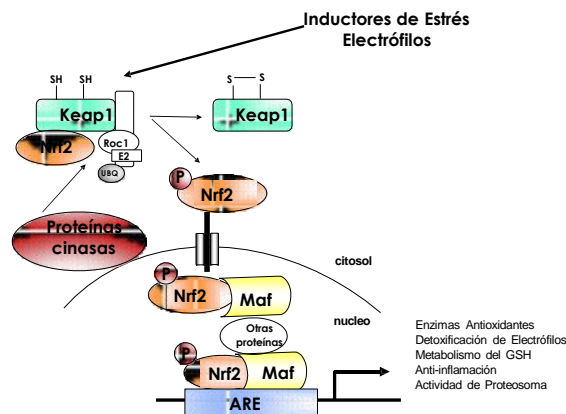 Inductores de Estrés
Electrófilos
SH SH
Keap1
Nrf2
Roc1
E2
UBQ
S S
Keap1
P
Nrf2
Proteínas
cinasas
citosol
P
Nrf2
Maf
nucleo
Otras
proteínas
P
Nrf2
Maf
ARE
Enzimas Antioxidantes
Detoxificación de Electrófilos
Metabolismo del GSH
Anti-inflamación
Actividad de Proteosoma